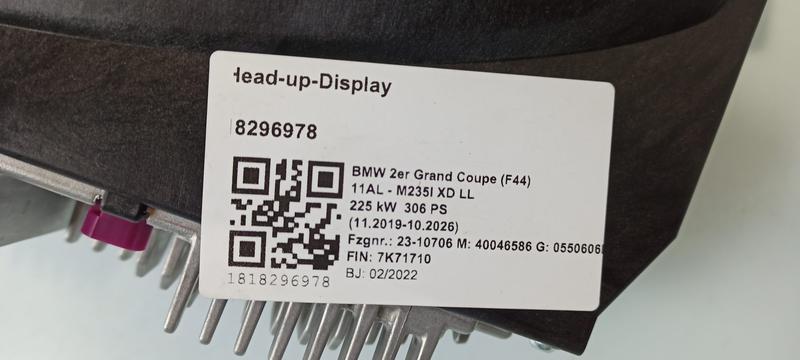 Head-up-Display
8296978
BMW 2er Grand Coupe (F44)
11AL - M235I XD LL
225 kW 306 PS
(11.2019-10.2026)
Fzgnr.: 23-10706 M: 40046586 G: 0550606
FIN: 7K71710
BJ: 02/2022
1818296978